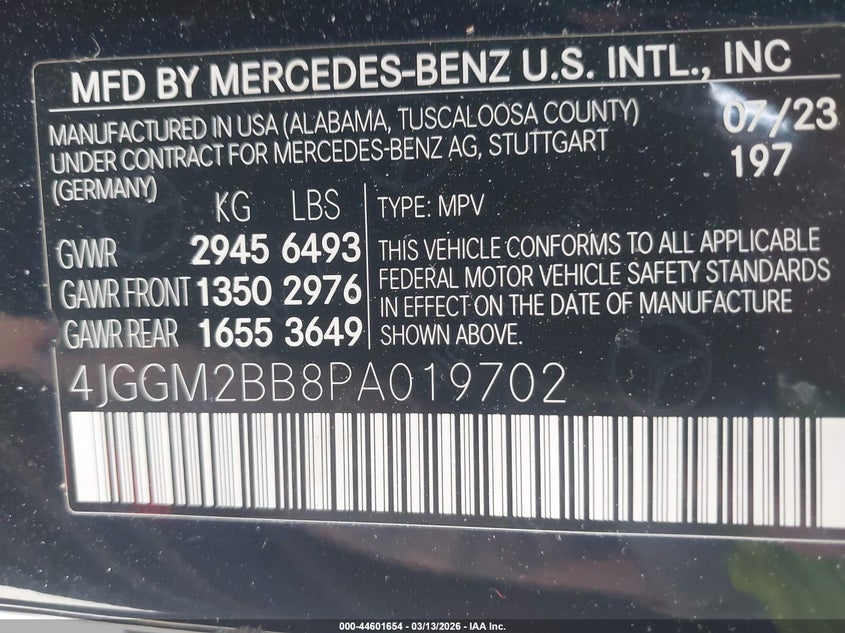 MFD BY MERCEDES-BENZ U.S. INTL., INC
MANUFACTURED IN USA (ALABAMA, TUSCALOOSA COUNTY) 07/23
UNDER CONTRACT FOR MERCEDES-BENZ AG, STUTTGART 197
(GERMANY)
KG LBS TYPE: MPV
GVWR 2945 6493 THIS VEHICLE CONFORMS TO ALL APPLICABLE
GAWR FRONT 1350 2976 FEDERAL MOTOR VEHICLE SAFETY STANDARDS
IN EFFECT ON THE DATE OF MANUFACTURE
GAWR REAR 1655 3649 SHOWN ABOVE.
4JGGM2BB8PA019702
000-44601654 -- 03/13/2026 -- IAA Inc.